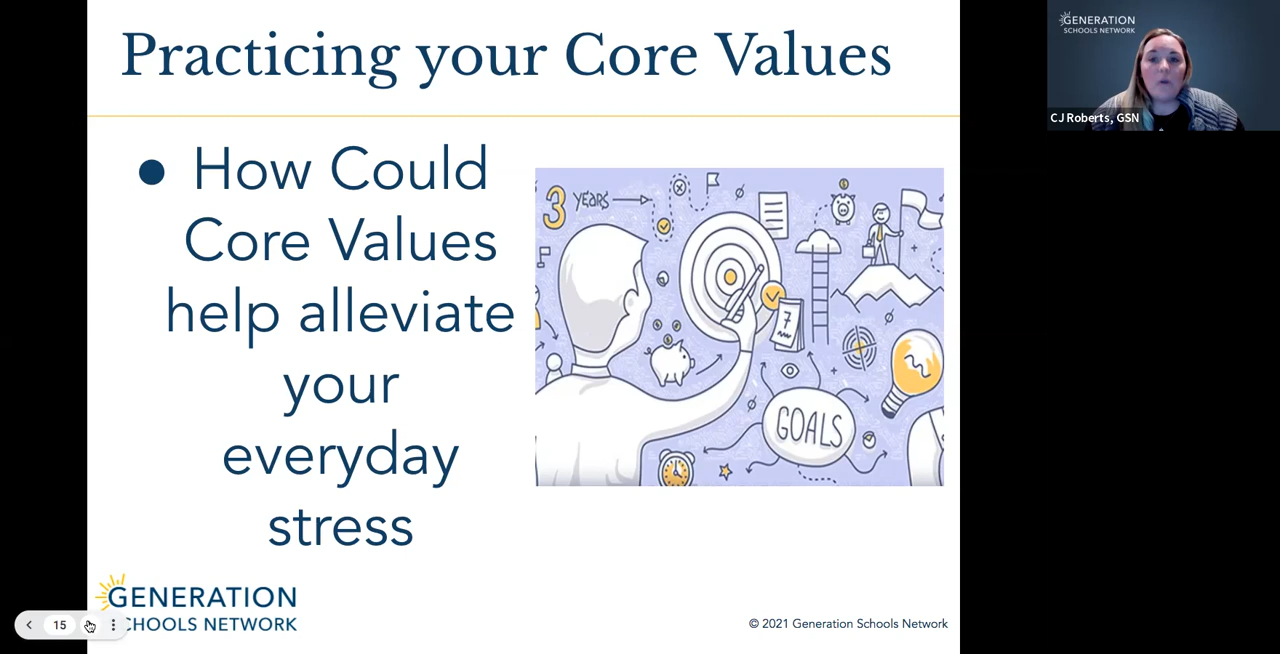 Practicing your Core Values
● How Could
Core Values
help alleviate
your
everyday
stress
3 YEARS
7
GOALS
GENERATION
SCHOOLS NETWORK
15
© 2021 Generation Schools Network
GENERATION
SCHOOLS NETWORK
CJ Roberts, GSN